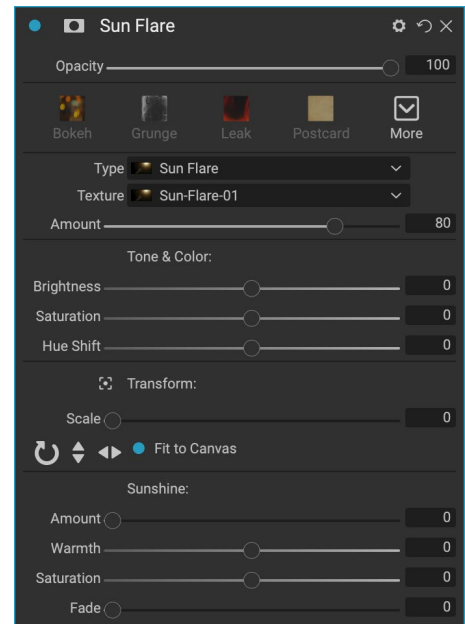 Sun Flare
Opacity 100
Bokeh Grunge Leak Postcard More
Type Sun Flare
Texture Sun-Flare-01
Amount 80
Tone & Color:
Brightness 0
Saturation 0
Hue Shift 0
Transform:
Scale 0
Fit to Canvas
Sunshine:
Amount 0
Warmth 0
Saturation 0
Fade 0